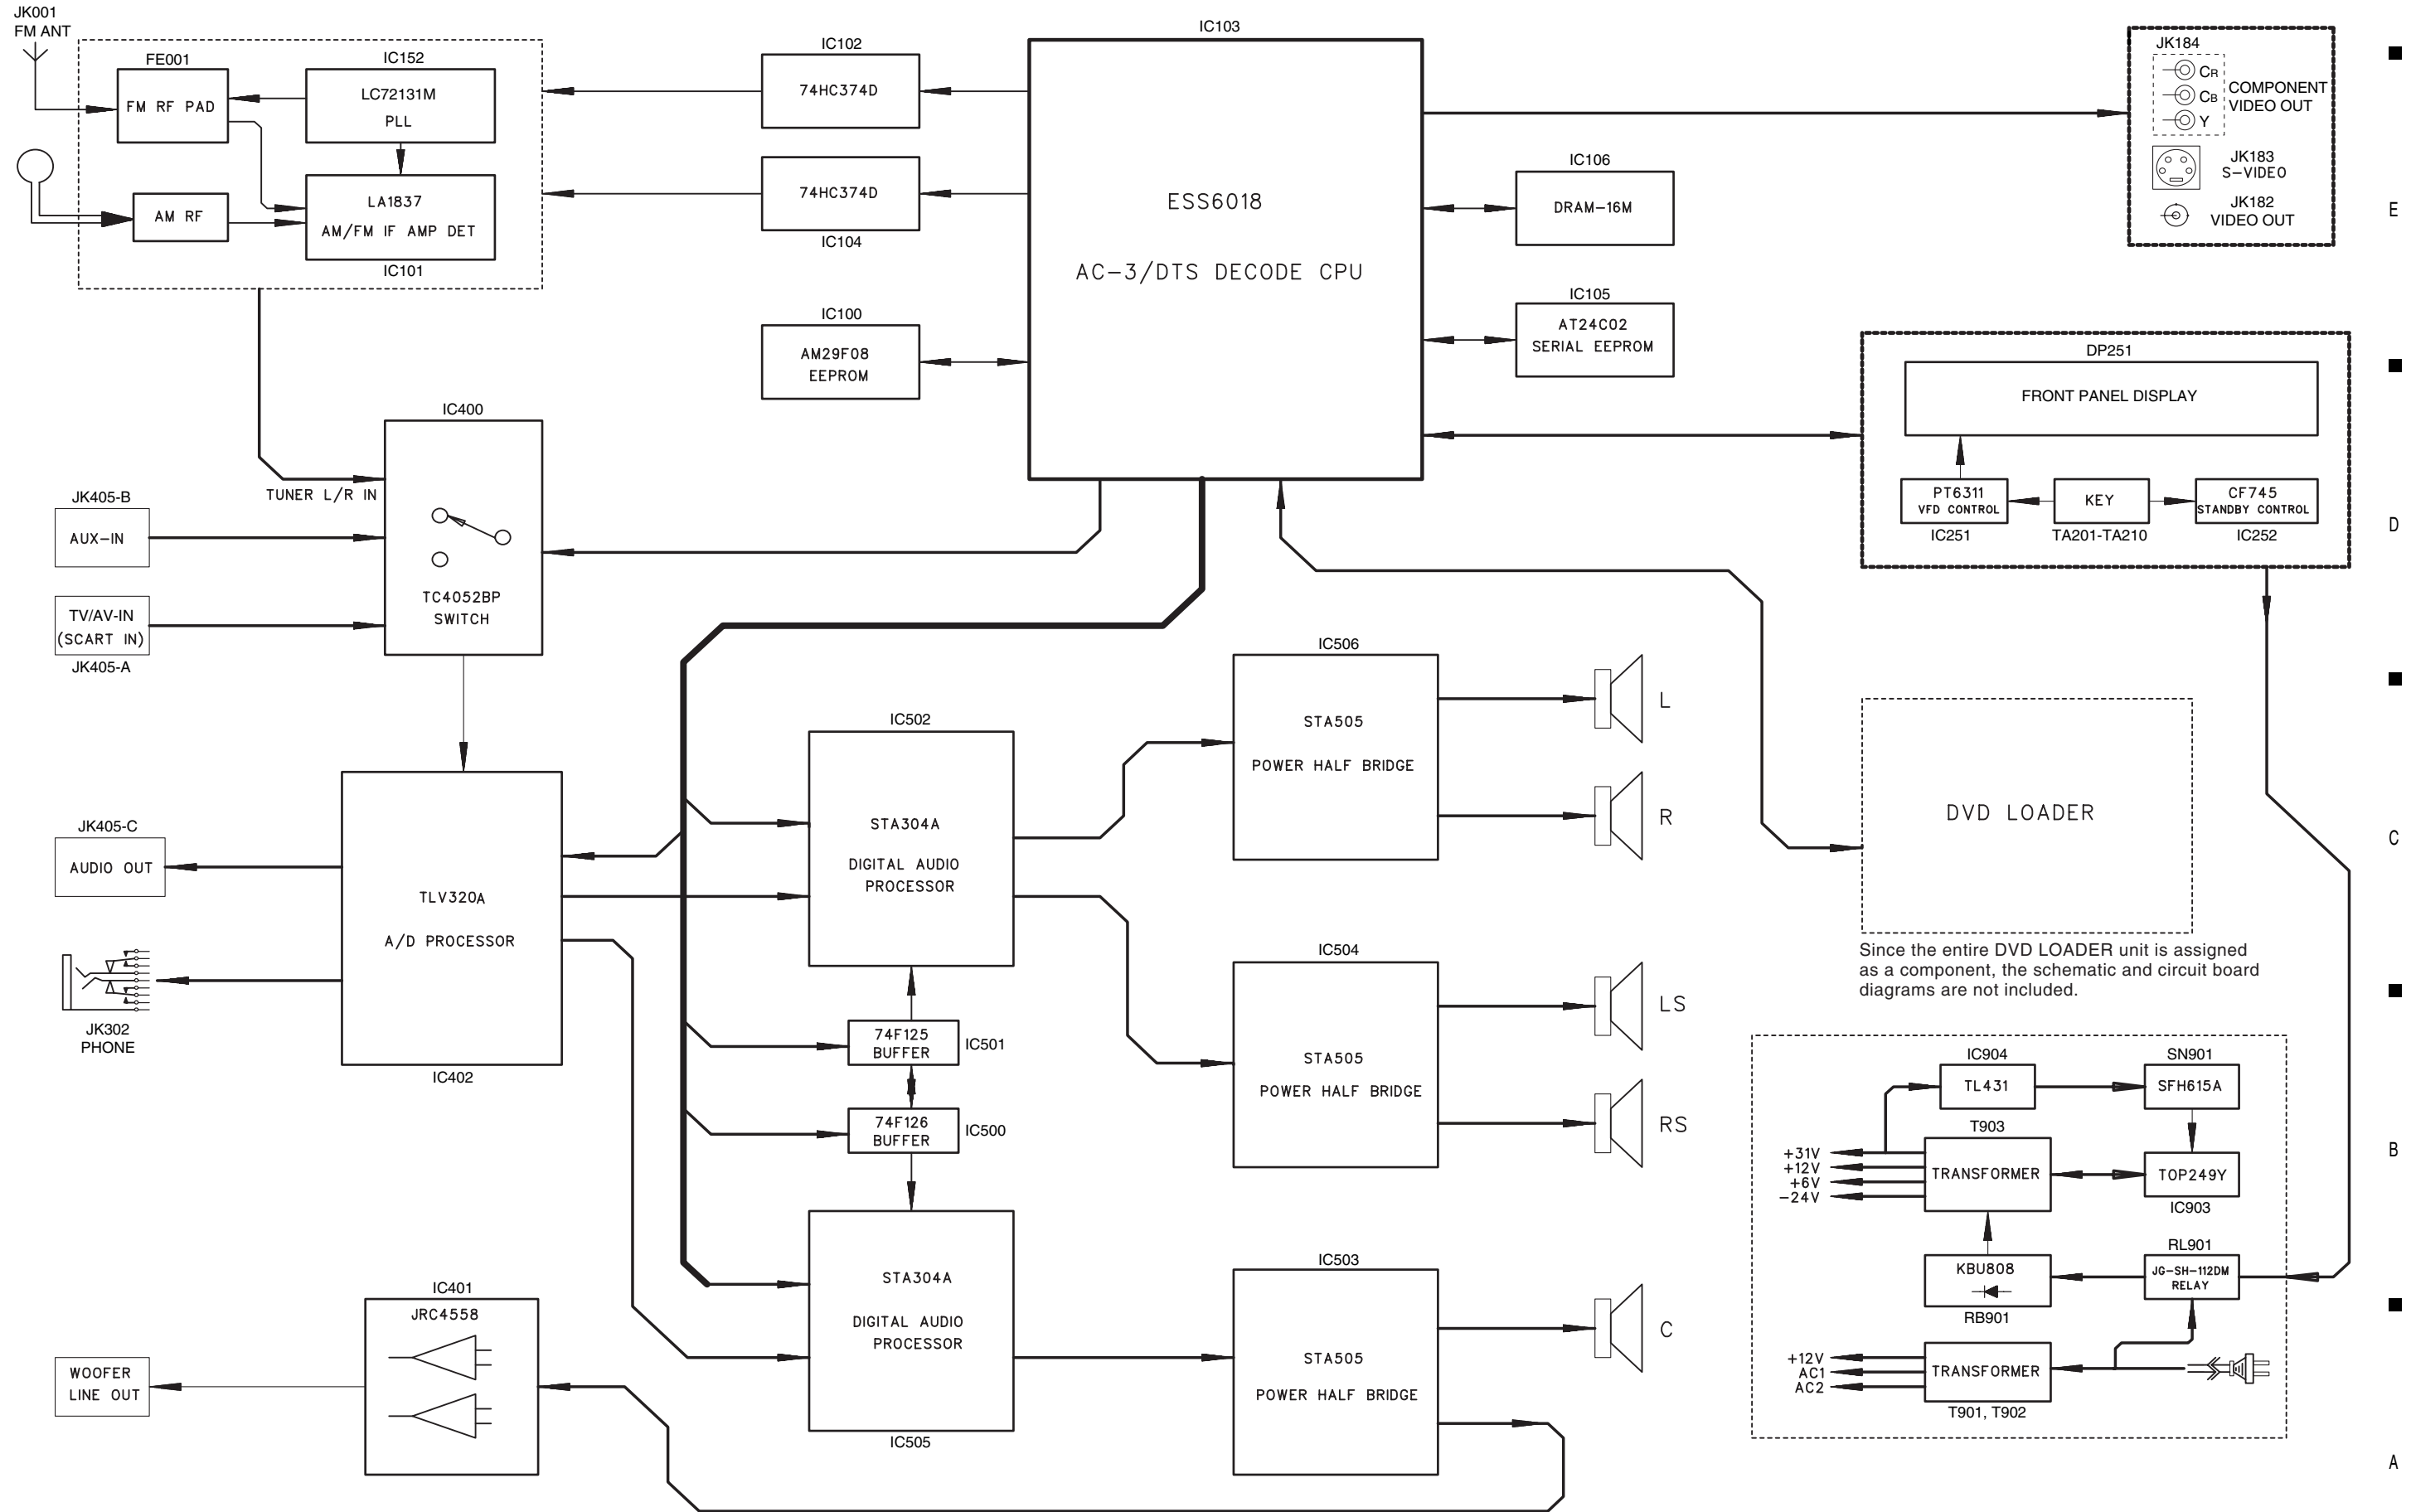 JK001
FM ANT
FE001
FM RF PAD
IC152
LC72131M
PLL
AM RF
LA1837
AM/FM IF AMP DET
IC101
IC102
74HC374D
74HC374D
IC104
IC100
AM29F08
EEPROM
IC103
ESS6018
AC-3/DTS DECODE CPU
IC106
DRAM-16M
IC105
AT24C02
SERIAL EEPROM
JK184
CR
CB
Y
COMPONENT
VIDEO OUT
JK183
S-VIDEO
JK182
VIDEO OUT
E
DP251
FRONT PANEL DISPLAY
PT6311
VFD CONTROL
IC251
KEY
TA201-TA210
CF745
STANDBY CONTROL
IC252
D
IC400
TUNER L/R IN
TC4052BP
SWITCH
JK405-B
AUX-IN
TV/AV-IN
(SCART IN)
JK405-A
JK405-C
AUDIO OUT
JK302
PHONE
TLV320A
A/D PROCESSOR
IC402
IC502
STA304A
DIGITAL AUDIO
PROCESSOR
74F125
BUFFER
IC501
74F126
BUFFER
IC500
STA304A
DIGITAL AUDIO
PROCESSOR
IC505
IC506
STA505
POWER HALF BRIDGE
L
R
IC504
STA505
POWER HALF BRIDGE
LS
RS
IC503
STA505
POWER HALF BRIDGE
C
IC401
JRC4558
WOOFER
LINE OUT
DVD LOADER
Since the entire DVD LOADER unit is assigned
as a component, the schematic and circuit board
diagrams are not included.
C
IC904
TL431
SN901
SFH615A
T903
TRANSFORMER
+31V
+12V
+6V
-24V
TOP249Y
IC903
KBU808
RB901
RL901
JG-SH-112DM
RELAY
+12V
AC1
AC2
TRANSFORMER
T901, T902
B
A